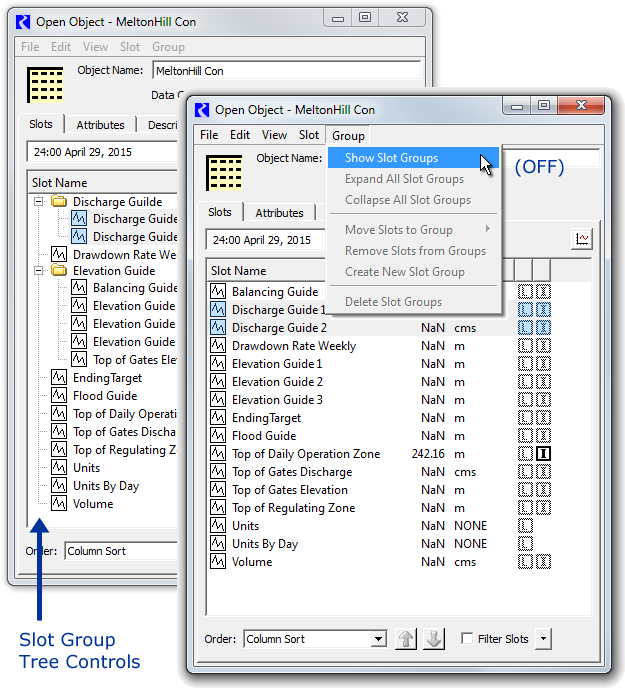 Open Object - MeltonHill Con
File Edit View Slot Group
Object Name: MeltonHill Con
Data
Slots Attributes Descri
24:00 April 29, 2015
Slot Name
Discharge Guilde
Discharge Guide
Discharge Guide
Drawdown Rate We
Elevation Guide
Balancing Guide
Elevation Guide
Elevation Guide
Elevation Guide
Top of Gates Elev
EndingTarget
Flood Guide
Top of Daily Operation
Top of Gates Discha
Top of Regulating Zo
Units
Units By Day
Volume
Order: Column Sort
Slot Group
Tree Controls
Open Object - MeltonHill Con
File Edit View Slot Group
Object Name:
Show Slot Groups
(OFF)
Expand All Slot Groups
Collapse All Slot Groups
Move Slots to Group
Remove Slots from Groups
Create New Slot Group
Delete Slot Groups
Slots Attributes
24:00 April 29, 2015
Slot Name
Balancing Guide L I
Discharge Guide 1 L I
Discharge Guide 2 NaN cms L I
Drawdown Rate Weekly NaN m L I
Elevation Guide 1 NaN m L I
Elevation Guide 2 NaN m L I
Elevation Guide 3 NaN m L I
EndingTarget NaN m L I
Flood Guide NaN m L I
Top of Daily Operation Zone 242.16 m L I
Top of Gates Discharge NaN cms L I
Top of Gates Elevation NaN m L I
Top of Regulating Zone NaN m L I
Units NaN NONE L
Units By Day NaN NONE L
Volume NaN cms L I
Order: Column Sort Filter Slots